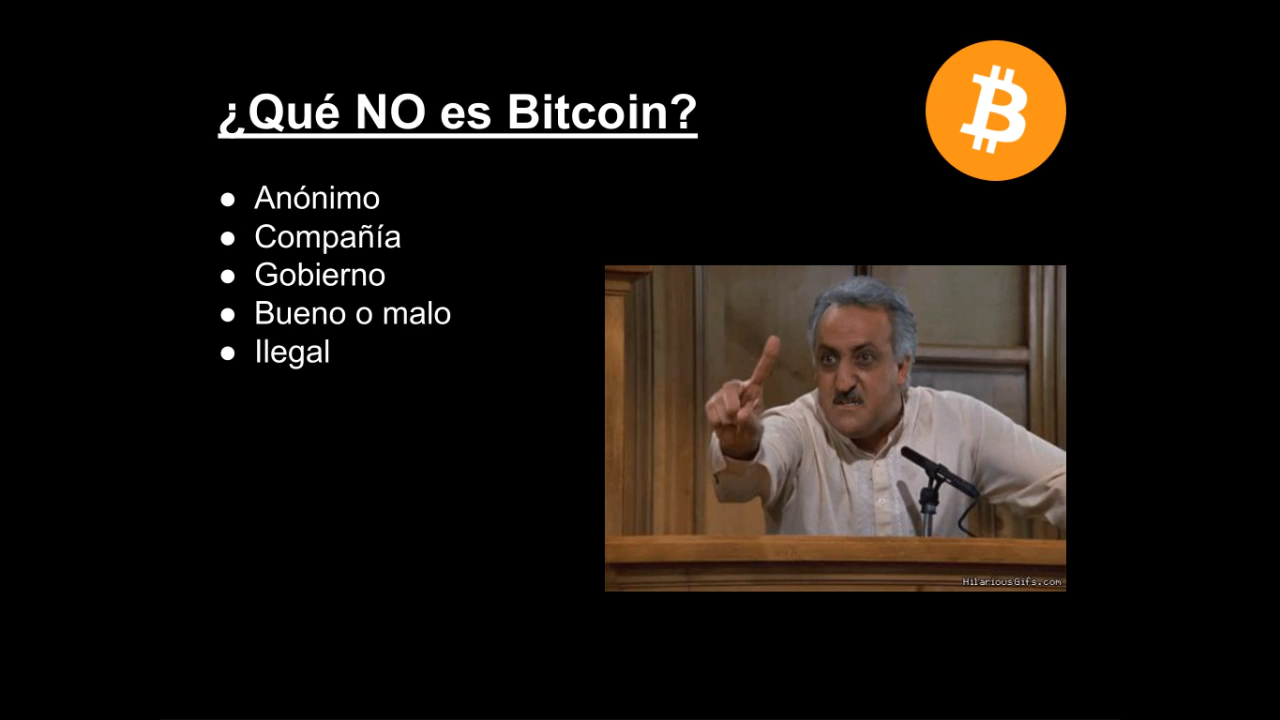 ¿Qué NO es Bitcoin?
● Anónimo
● Compañía
● Gobierno
● Bueno o malo
● Ilegal
HilariousGifs.com